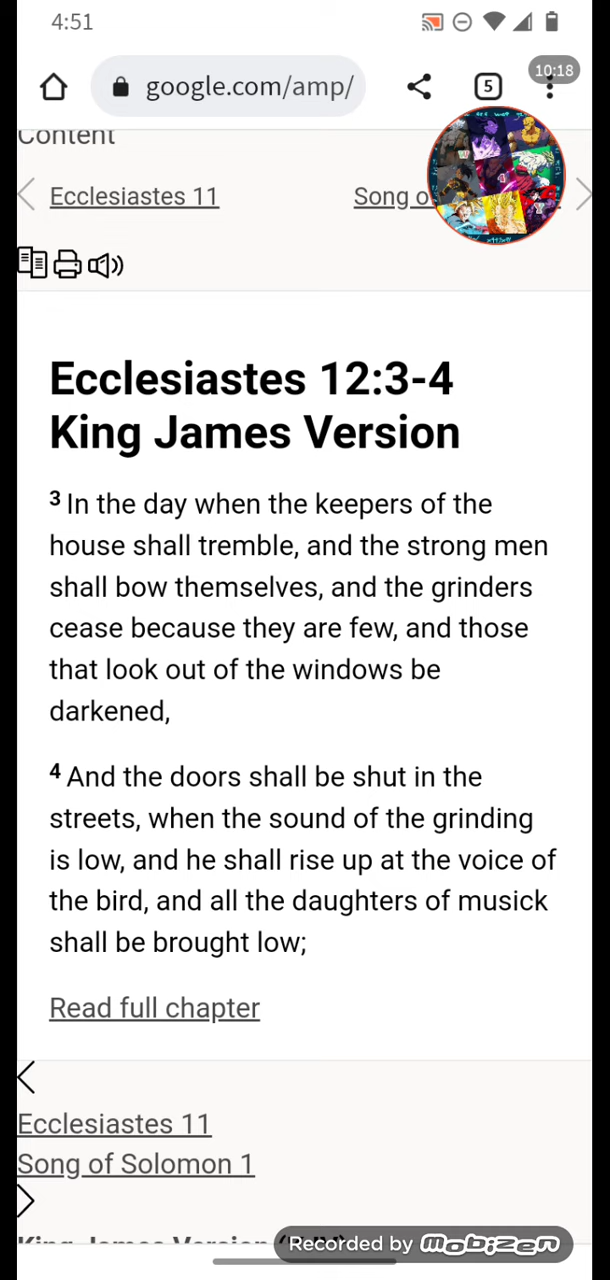 4:51
10:18
google.com/amp/
5
Content
Ecclesiastes 11
Song o
Ecclesiastes 12:3-4
King James Version
3 In the day when the keepers of the
house shall tremble, and the strong men
shall bow themselves, and the grinders
cease because they are few, and those
that look out of the windows be
darkened,
4 And the doors shall be shut in the
streets, when the sound of the grinding
is low, and he shall rise up at the voice of
the bird, and all the daughters of musick
shall be brought low;
Read full chapter
Ecclesiastes 11
Song of Solomon 1
King James Version
Recorded by mobizen